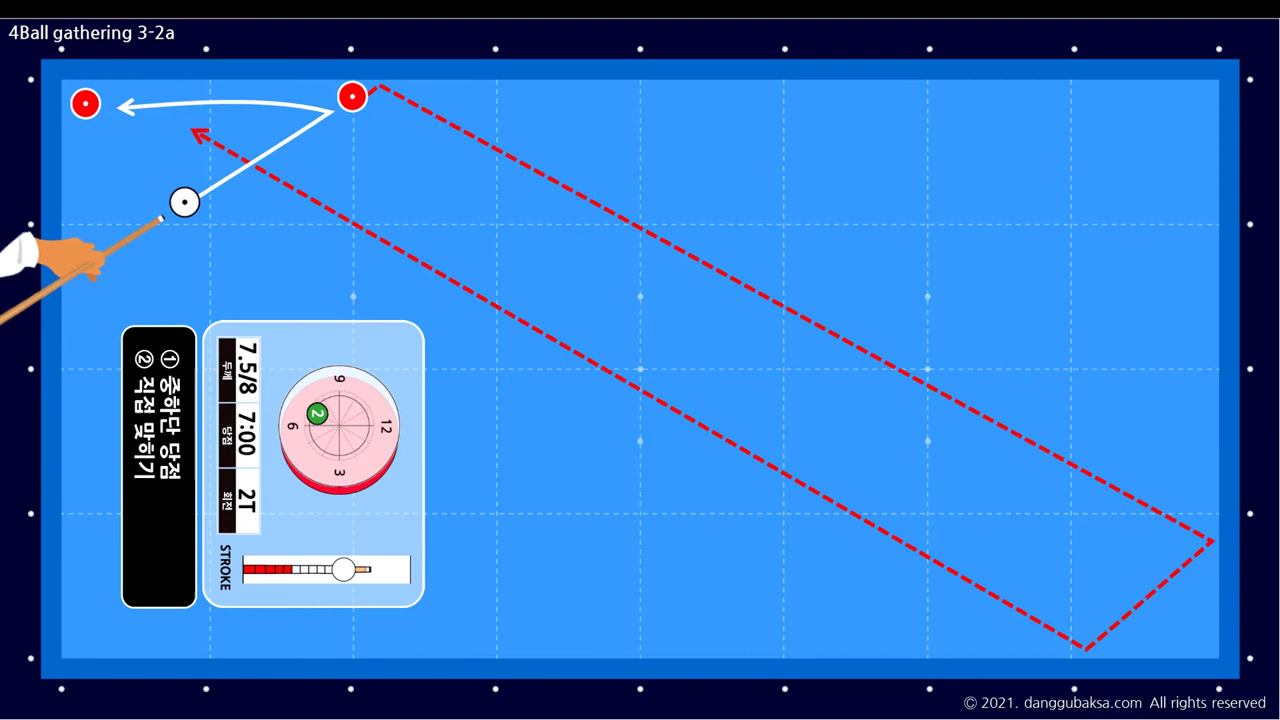 4Ball gathering 3-2a
① 중하단 당점
② 직접 맞히기
7.5/8
두께
7:00
당점
2T
회전
9
12
6
3
2
STROKE
© 2021. danggubaksa.com All rights reserved